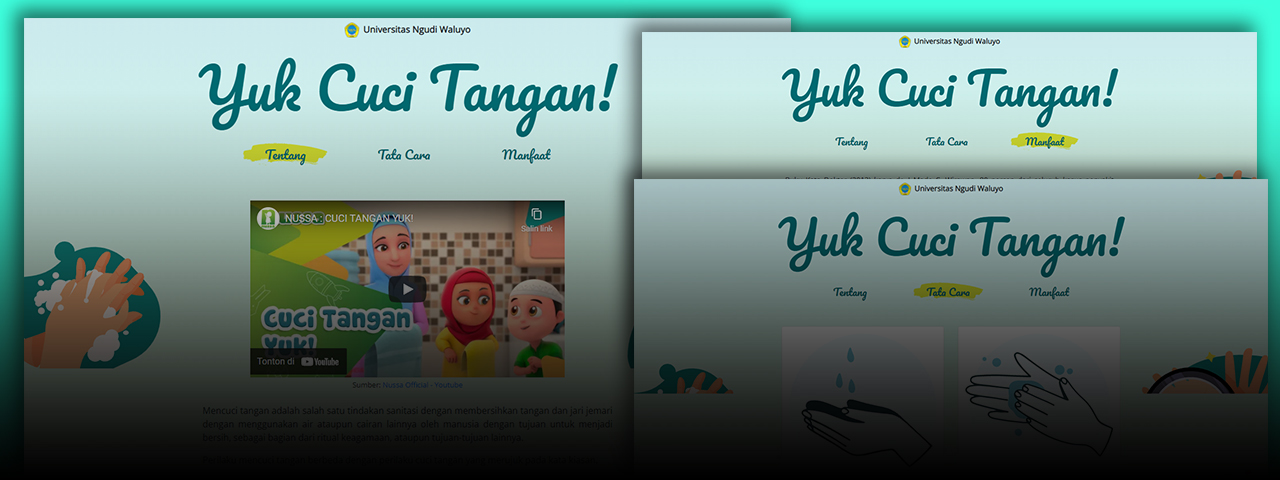 Universitas Ngudi Waluyo
Yuk Cuci Tangan!
Tentang
Tata Cara
Manfaat
NUSSA : CUCI TANGAN YUK!
Salin link
Cuci Tangan
Yuk!
Tonton di YouTube
Sumber: Nussa Official - Youtube
Mencuci tangan adalah salah satu tindakan sanitasi dengan membersihkan tangan dan jari jemari
dengan menggunakan air ataupun cairan lainnya oleh manusia dengan tujuan untuk menjadi
bersih, sebagai bagian dari ritual keagamaan, ataupun tujuan-tujuan lainnya.
Universitas Ngudi Waluyo
Yuk Cuci Tangan!
Tentang
Tata Cara
Manfaat
Universitas Ngudi Waluyo
Yuk Cuci Tangan!
Tentang
Tata Cara
Manfaat